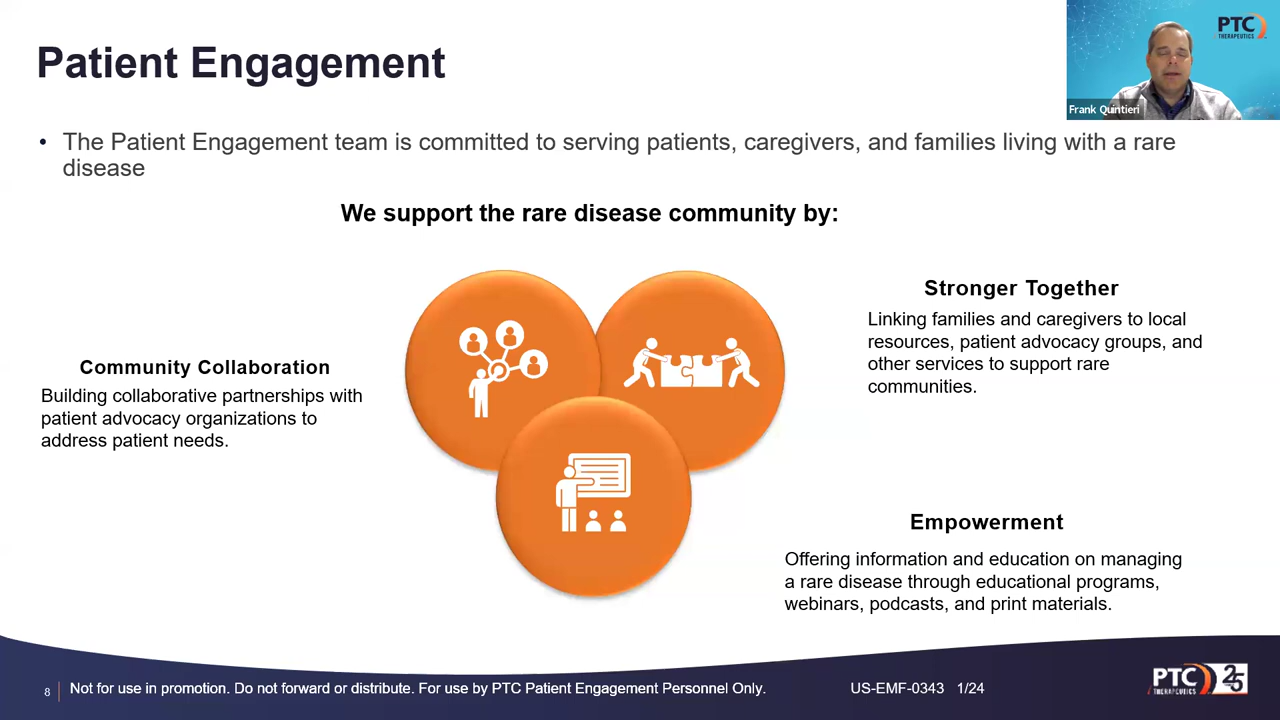 Patient Engagement
PTC
THERAPEUTICS
Frank Quintieri
• The Patient Engagement team is committed to serving patients, caregivers, and families living with a rare
disease
We support the rare disease community by:
Community Collaboration
Building collaborative partnerships with
patient advocacy organizations to
address patient needs.
Stronger Together
Linking families and caregivers to local
resources, patient advocacy groups, and
other services to support rare
communities.
Empowerment
Offering information and education on managing
a rare disease through educational programs,
webinars, podcasts, and print materials.
8
Not for use in promotion. Do not forward or distribute. For use by PTC Patient Engagement Personnel Only.
US-EMF-0343 1/24
PTC
THERAPEUTICS
25